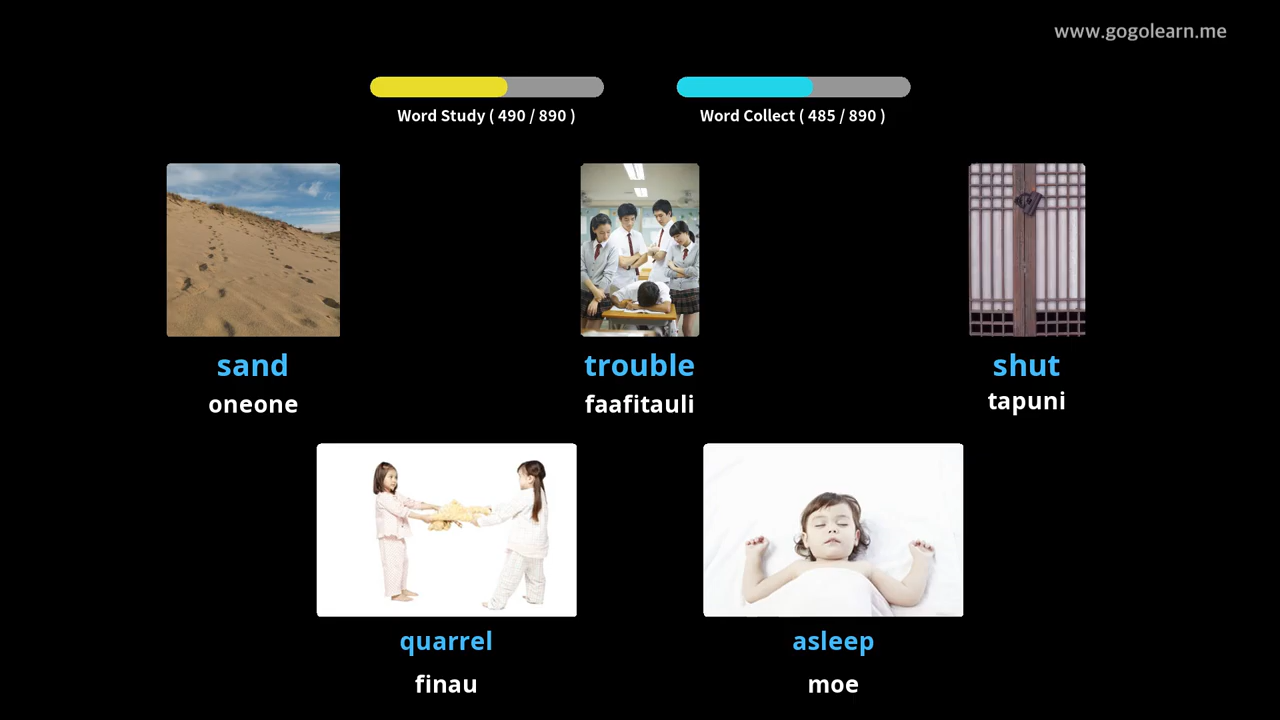 www.gogolearn.me
Word Study ( 490 / 890 )
Word Collect ( 485 / 890 )
sand
oneone
trouble
faafitauli
shut
tapuni
quarrel
finau
asleep
moe